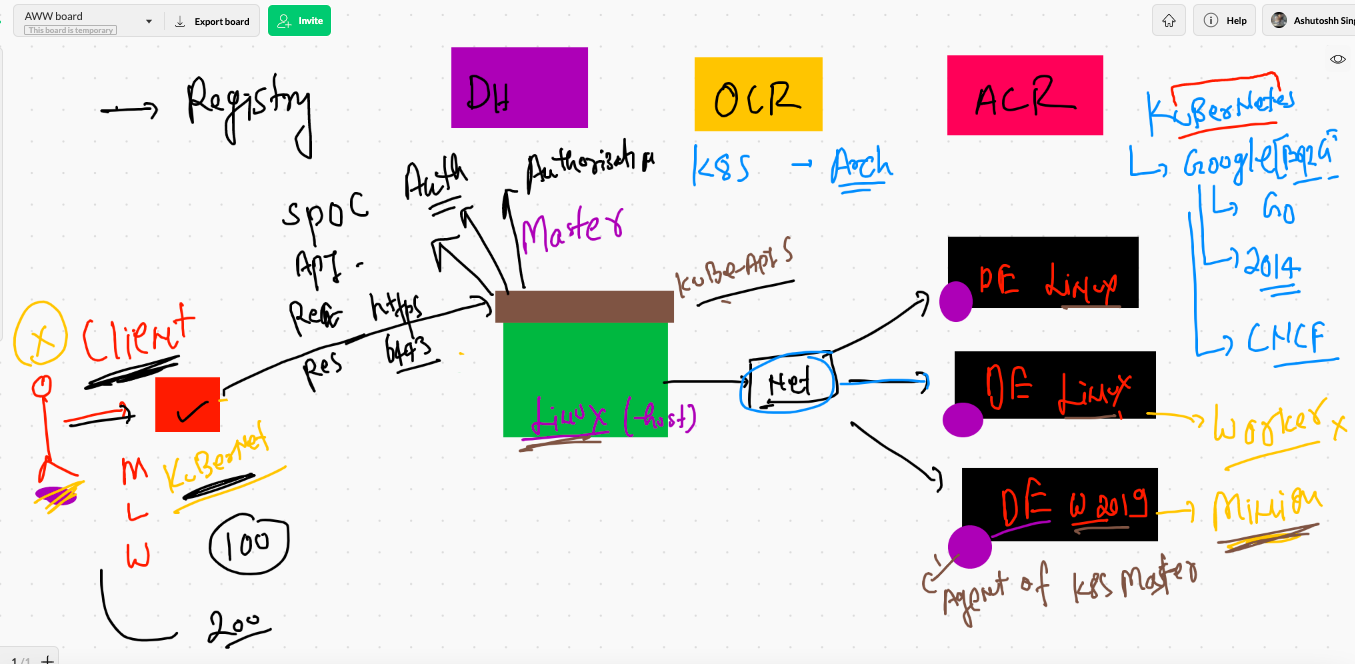 AWW board
This board is temporary
Export board
Invite
Help
Ashutoshh Sin
Registry
DH
OCR
ACR
KuBerNetes
Google
Go
2014
CNCF
K8S → Arch
Auth
Authorisation
Master
SPOC
API -
Req https
Res 6443
Kube-ApiS
X
Client
✓
KuBerNet
M
L
W
100
200
Linux (-host)
Net
DE Linux
DE Linux
DE W2019
Worker x
Minion
Agent of K8S Master
1/1 +